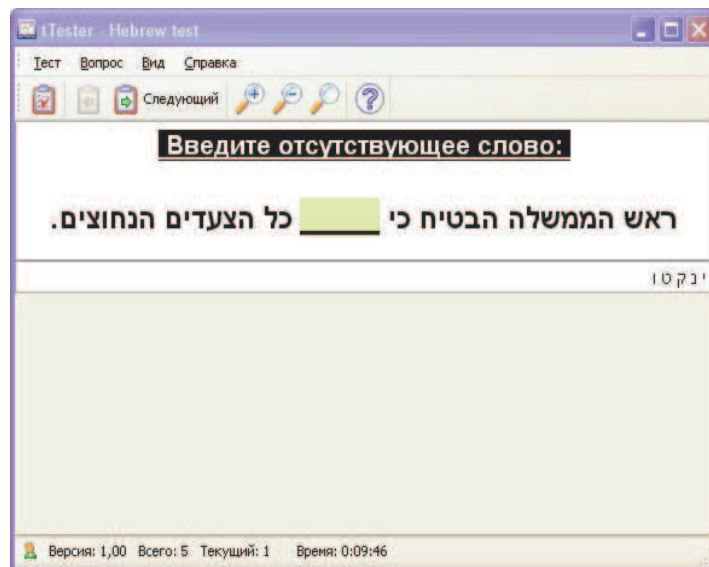 tTester - Hebrew test
Тест Вопрос Вид Справка
Следующий
Введите отсутствующее слово:
ראש הממשלה הבטיח כי _____ כל הצעדים הנחוצים.
ינקטו
Версия: 1,00 Всего: 5 Текущий: 1 Время: 0:09:46